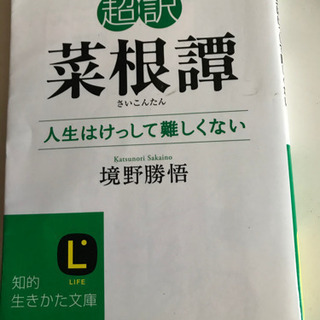 超訳
菜根譚
さいこんたん
人生はけっして難しくない
Katsunori Sakaino
境野勝悟
L
LIFE
知的
生きかた文庫